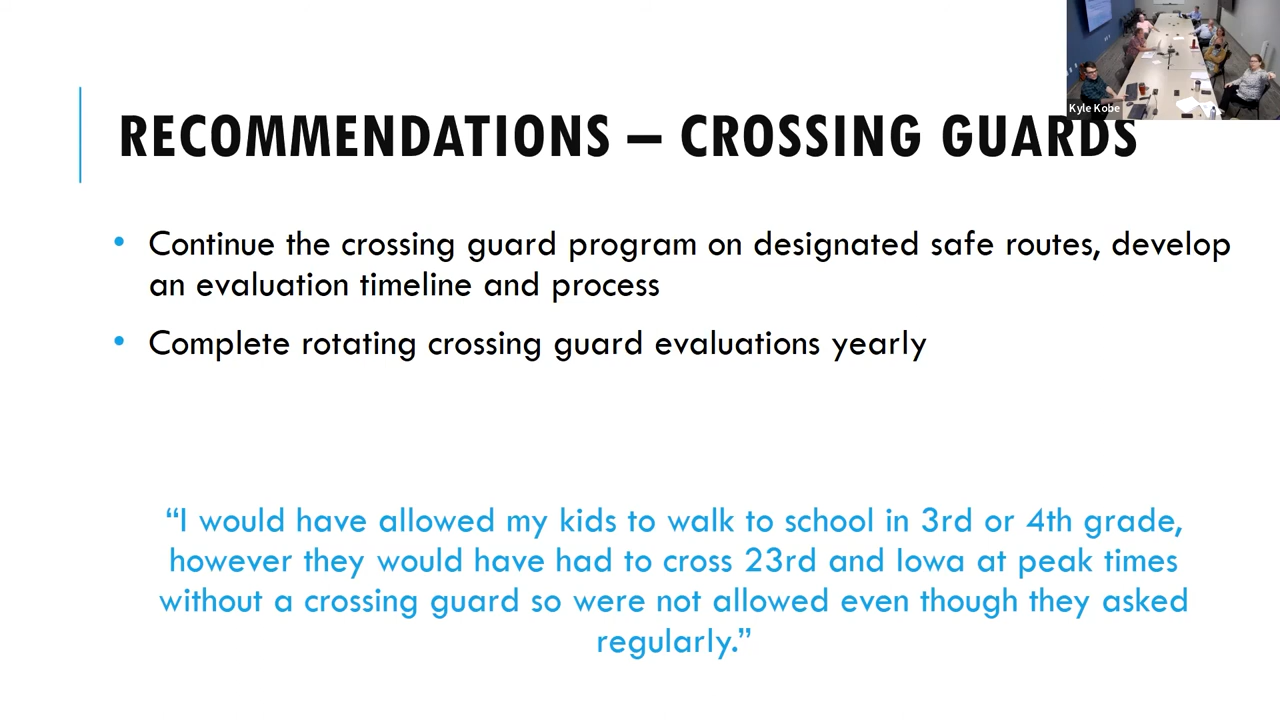 RECOMMENDATIONS – CROSSING GUARDS
Kyle Kobe
• Continue the crossing guard program on designated safe routes, develop
an evaluation timeline and process
• Complete rotating crossing guard evaluations yearly
“I would have allowed my kids to walk to school in 3rd or 4th grade,
however they would have had to cross 23rd and Iowa at peak times
without a crossing guard so were not allowed even though they asked
regularly.”